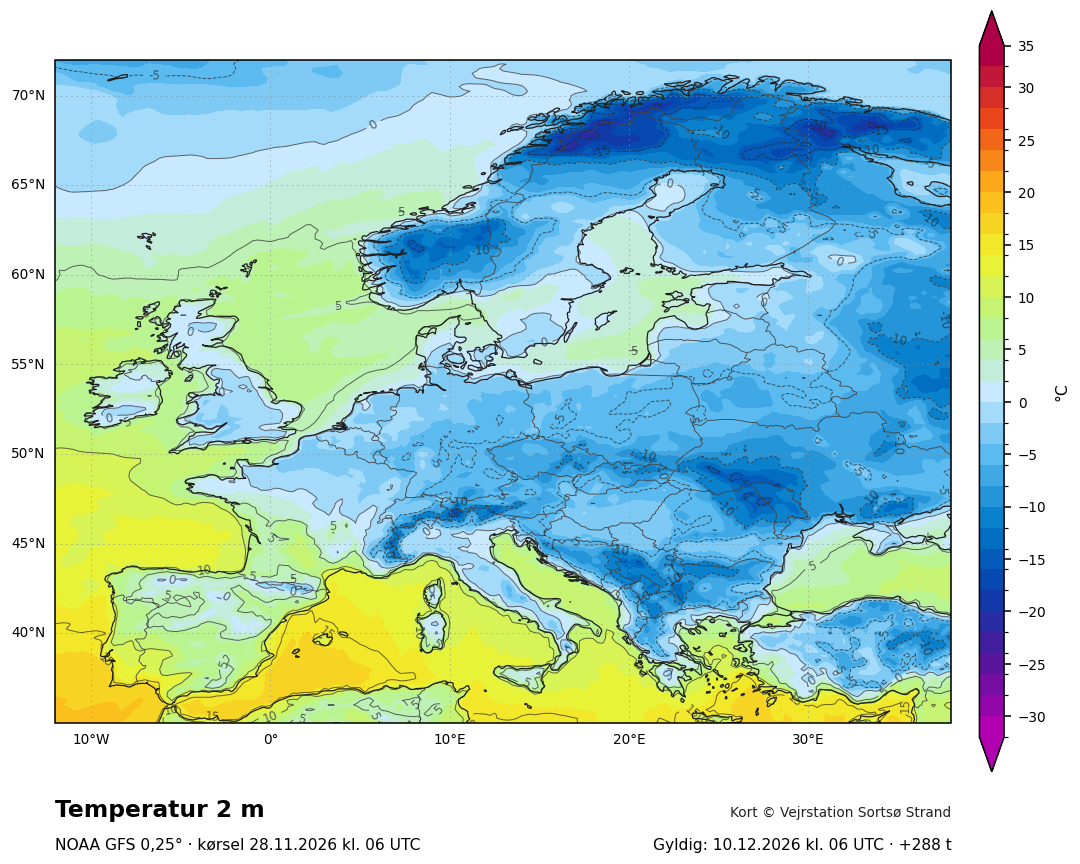 70°N
65°N
60°N
55°N
50°N
45°N
40°N
10°W
0°
10°E
20°E
30°E
35
30
25
20
15
10
5
0
−5
−10
−15
−20
−25
−30
°C
Temperatur 2 m
Kort © Vejrstation Sortsø Strand
NOAA GFS 0,25° · kørsel 28.11.2026 kl. 06 UTC
Gyldig: 10.12.2026 kl. 06 UTC · +288 t